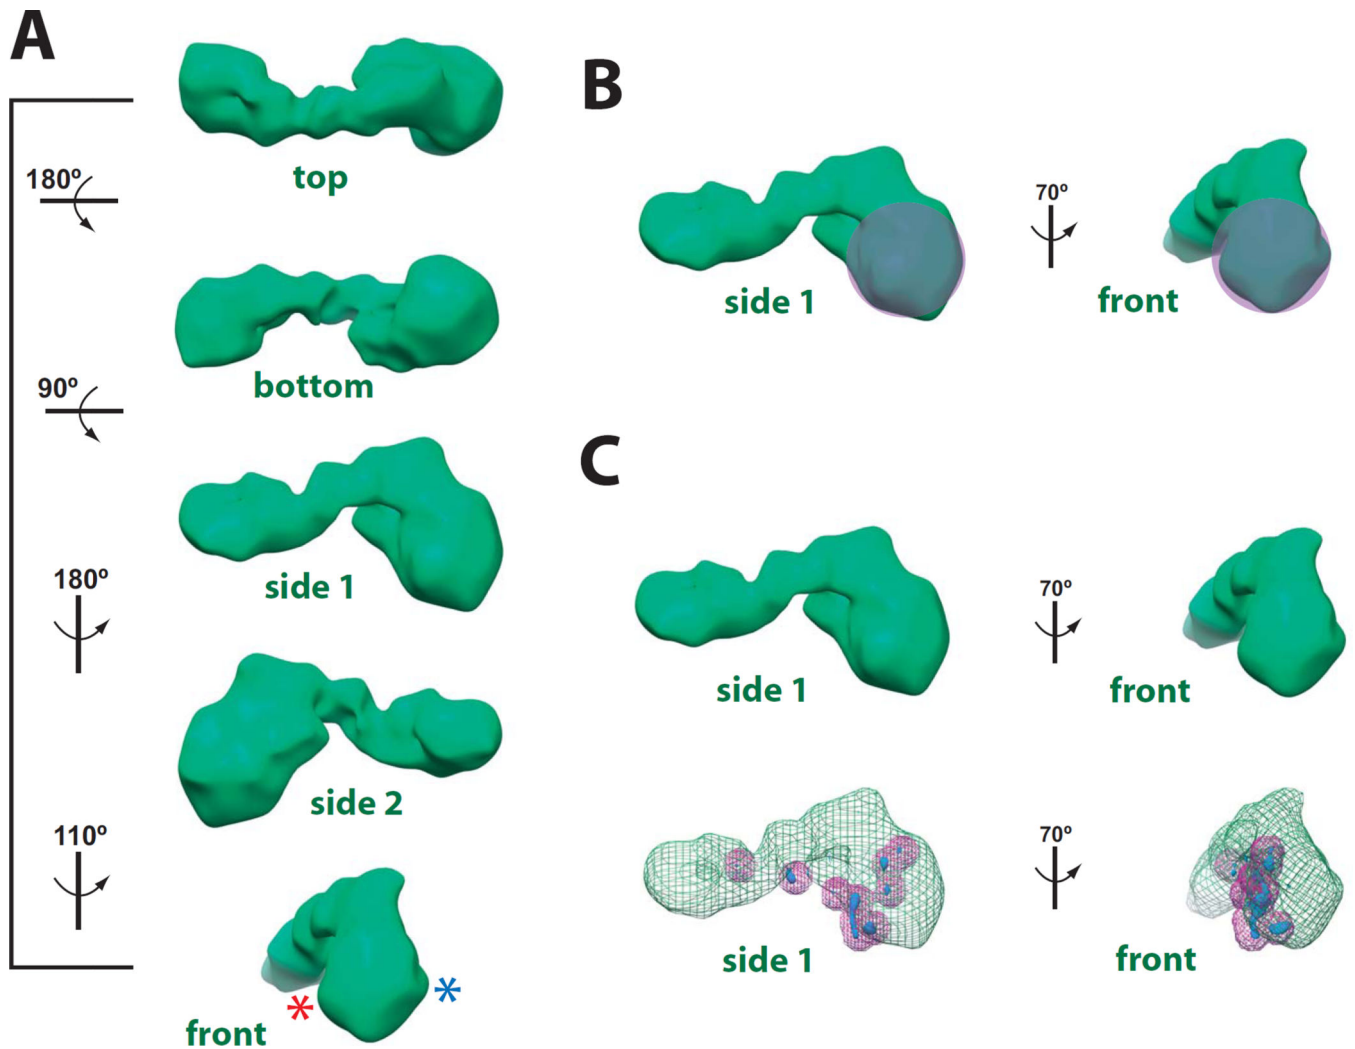 A
180º
top
90º
bottom
180º
side 1
110º
side 2
*
*
front
B
side 1
70º
front
C
side 1
70º
front
side 1
70º
front